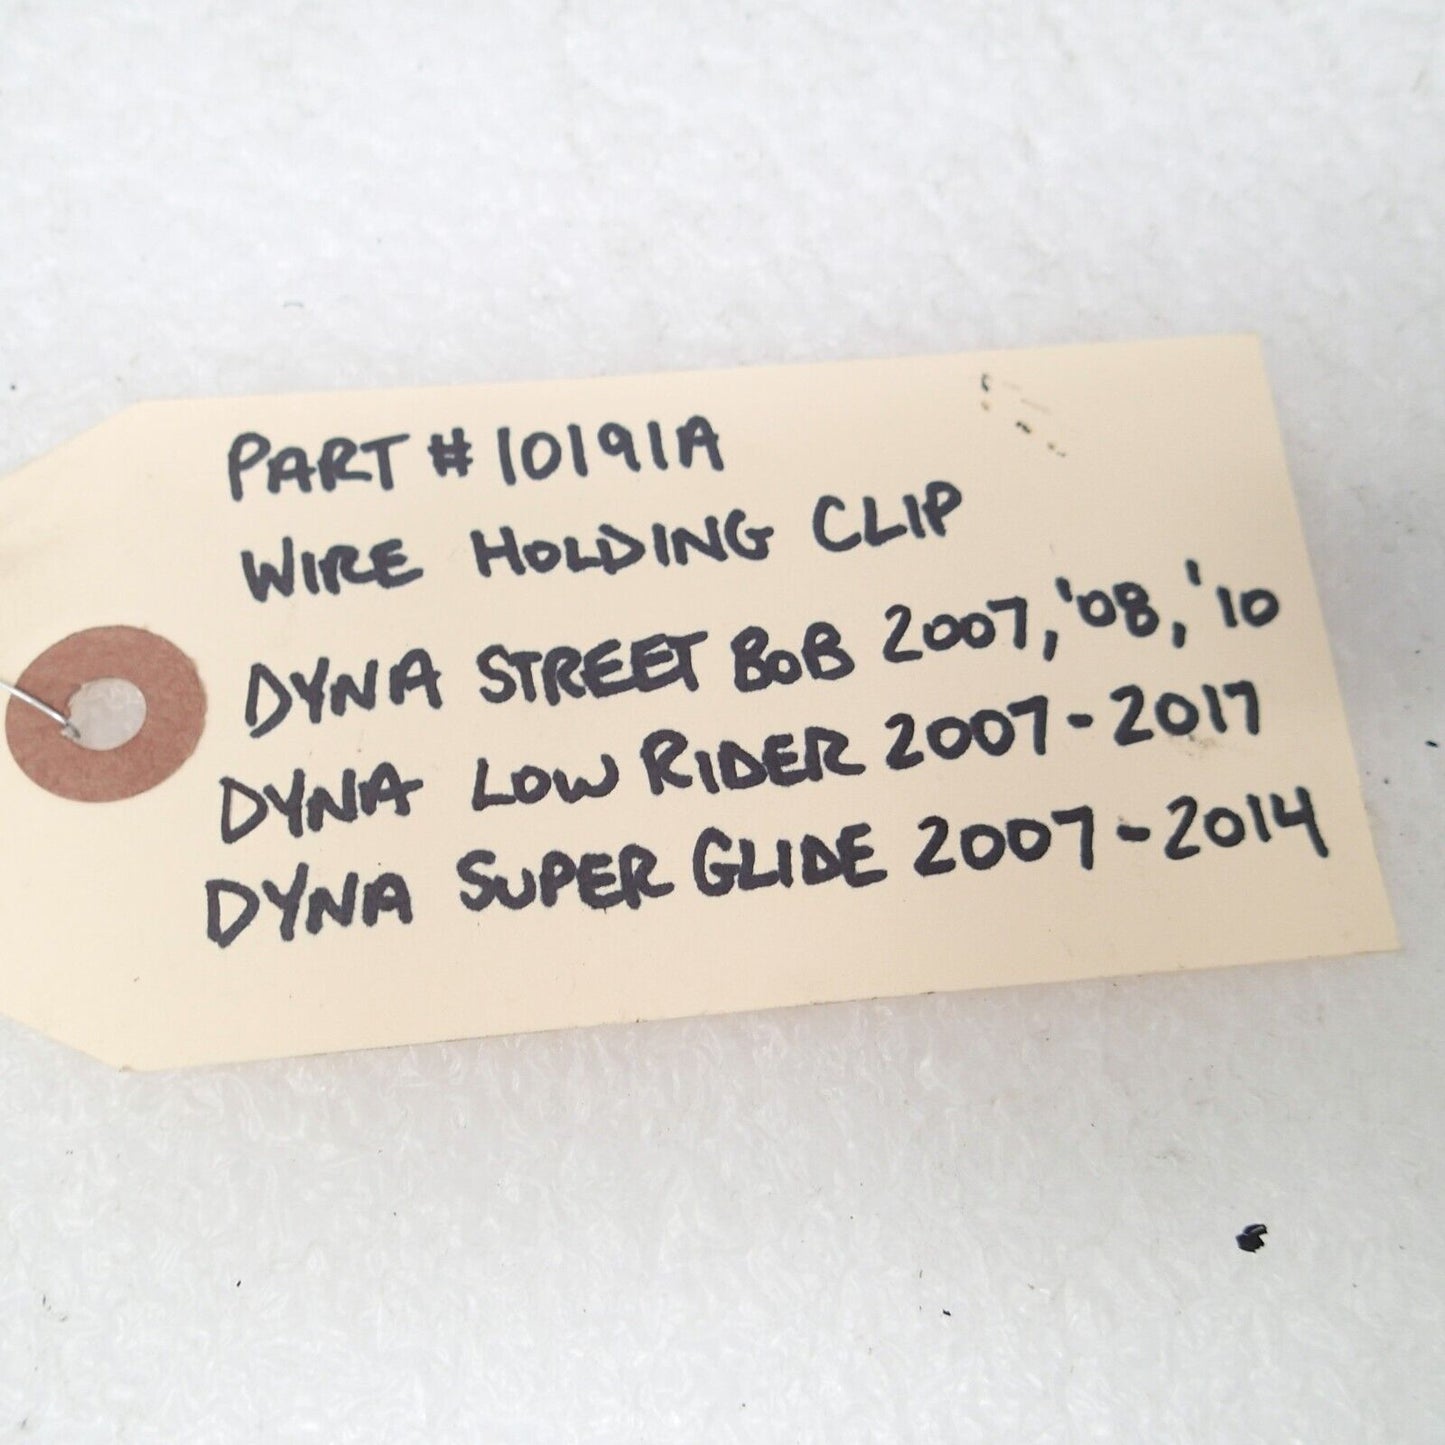 PART #10191A
WIRE HOLDING CLIP
DYNA STREET BOB 2007, '08, '10
DYNA LOW RIDER 2007-2017
DYNA SUPER GLIDE 2007-2014